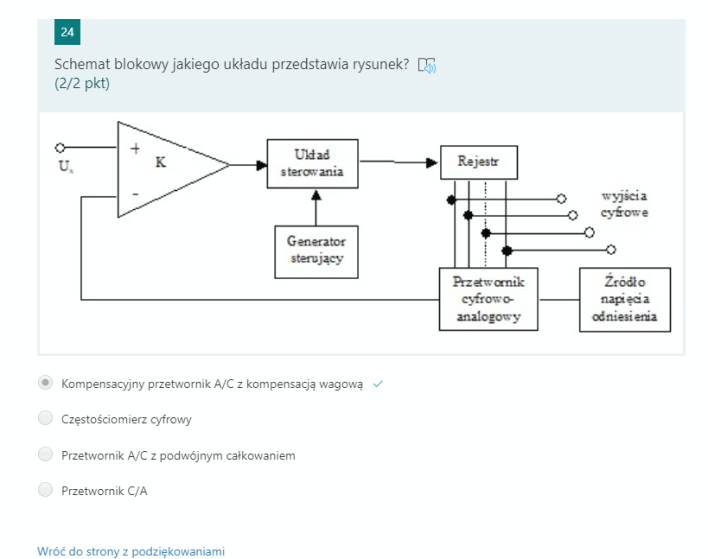 24
Schemat blokowy jakiego układu przedstawia rysunek?
(2/2 pkt)
+
K
Uₓ
-
Układ
sterowania
Rejestr
wyjścia
cyfrowe
Generator
sterujący
Przetwornik
cyfrowo-
analogowy
Źródło
napięcia
odniesienia
Kompensacyjny przetwornik A/C z kompensacją wagową
Częstościomierz cyfrowy
Przetwornik A/C z podwójnym całkowaniem
Przetwornik C/A
Wróć do strony z podziękowaniami